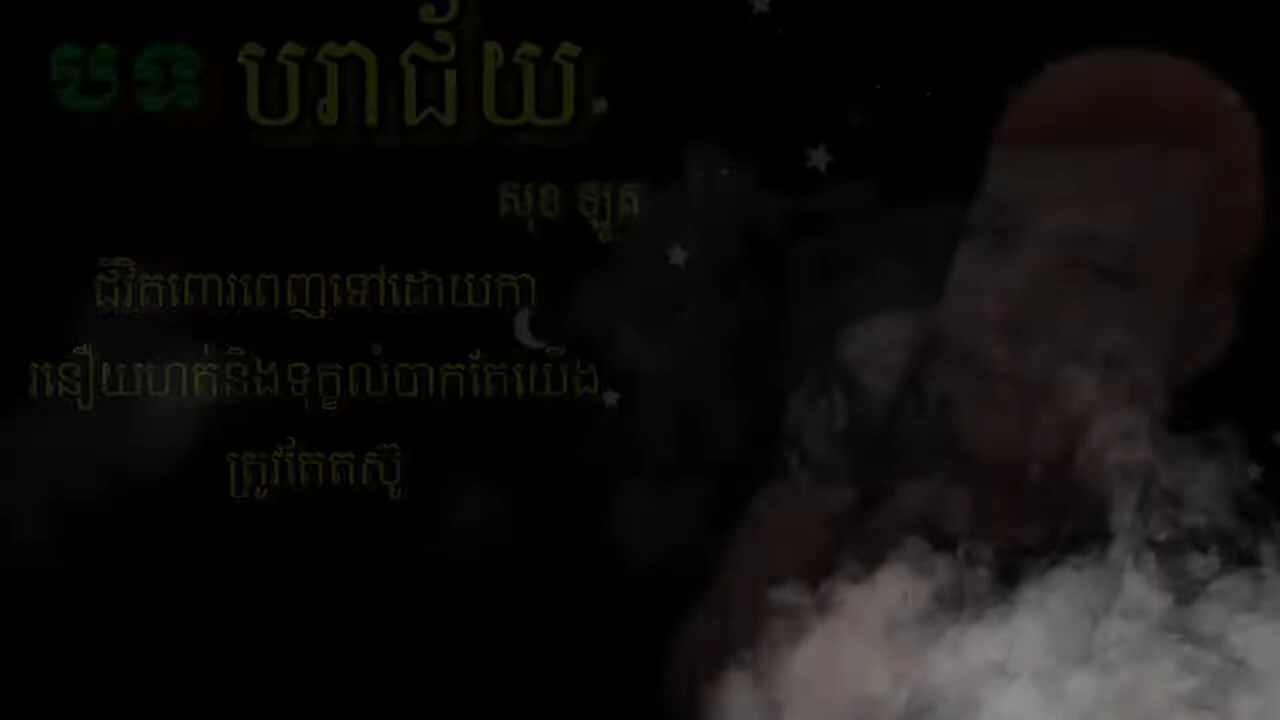 បទ បរាជ័យ
សុខ ឡូត
ជីវិតពោរពេញទៅដោយកា
រនឿយហត់និងទុក្ខលំបាកតែយើង
ត្រូវតែតស៊ូ